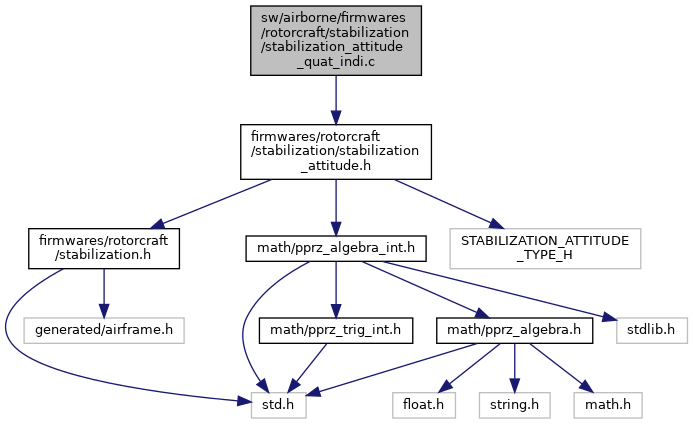 sw/airborne/firmwares
/rotorcraft/stabilization
/stabilization_attitude
_quat_indi.c
firmwares/rotorcraft
/stabilization/stabilization
_attitude.h
firmwares/rotorcraft
/stabilization.h
math/pprz_algebra_int.h
STABILIZATION_ATTITUDE
_TYPE_H
generated/airframe.h
math/pprz_trig_int.h
math/pprz_algebra.h
stdlib.h
std.h
float.h
string.h
math.h